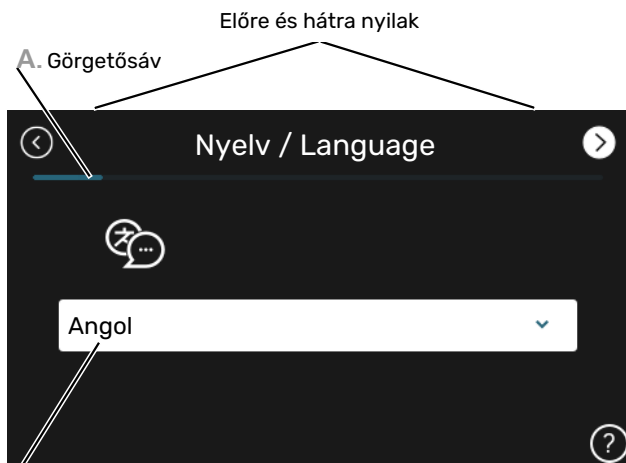 Előre és hátra nyilak
A. Görgetősáv
Nyelv / Language
Angol
?